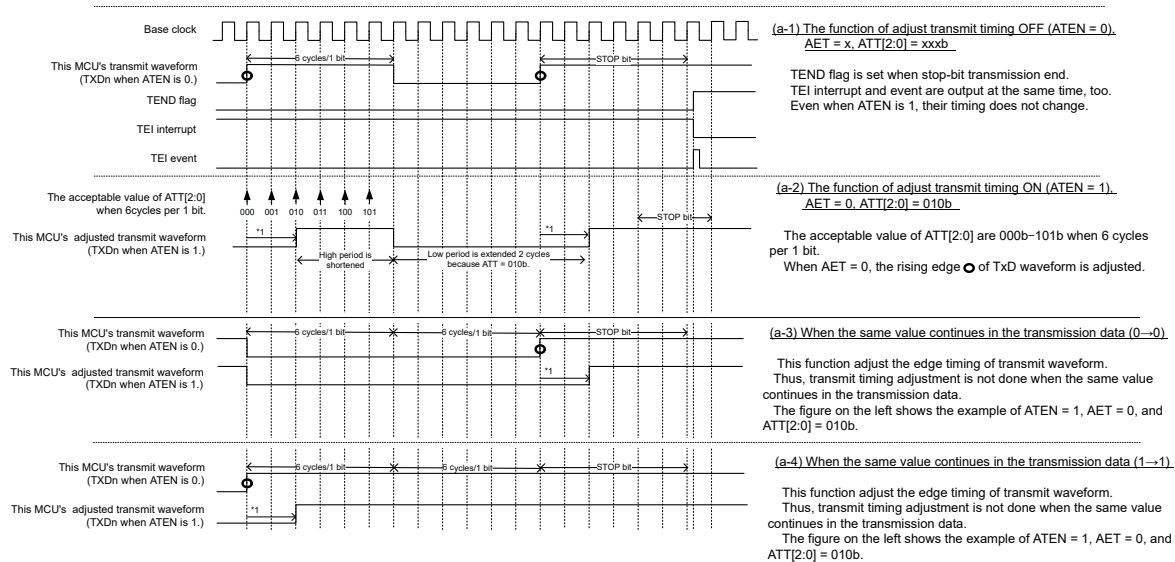 Base clock
This MCU's transmit waveform
(TXDn when ATEN is 0.)
6 cycles/1 bit
STOP bit
TEND flag
TEI interrupt
TEI event
(a-1) The function of adjust transmit timing OFF (ATEN = 0),
AET = x, ATT[2:0] = xxxb
TEND flag is set when stop-bit transmission end.
TEI interrupt and event are output at the same time, too.
Even when ATEN is 1, their timing does not change.
The acceptable value of ATT[2:0]
when 6cycles per 1 bit.
000 001 010 011 100 101
STOP bit
This MCU's adjusted transmit waveform
(TXDn when ATEN is 1.)
*1
*1
High period is
shortened
Low period is extended 2 cycles
because ATT = 010b.
(a-2) The function of adjust transmit timing ON (ATEN = 1),
AET = 0, ATT[2:0] = 010b
The acceptable value of ATT[2:0] are 000b−101b when 6 cycles
per 1 bit.
When AET = 0, the rising edge of TxD waveform is adjusted.
This MCU's transmit waveform
(TXDn when ATEN is 0.)
6 cycles/1 bit
6 cycles/1 bit
STOP bit
This MCU's adjusted transmit waveform
(TXDn when ATEN is 1.)
*1
(a-3) When the same value continues in the transmission data (0→0)
This function adjust the edge timing of transmit waveform.
Thus, transmit timing adjustment is not done when the same value
continues in the transmission data.
The figure on the left shows the example of ATEN = 1, AET = 0, and
ATT[2:0] = 010b.
This MCU's transmit waveform
(TXDn when ATEN is 0.)
6 cycles/1 bit
6 cycles/1 bit
STOP bit
This MCU's adjusted transmit waveform
(TXDn when ATEN is 1.)
*1
(a-4) When the same value continues in the transmission data (1→1)
This function adjust the edge timing of transmit waveform.
Thus, transmit timing adjustment is not done when the same value
continues in the transmission data.
The figure on the left shows the example of ATEN = 1, AET = 0, and
ATT[2:0] = 010b.